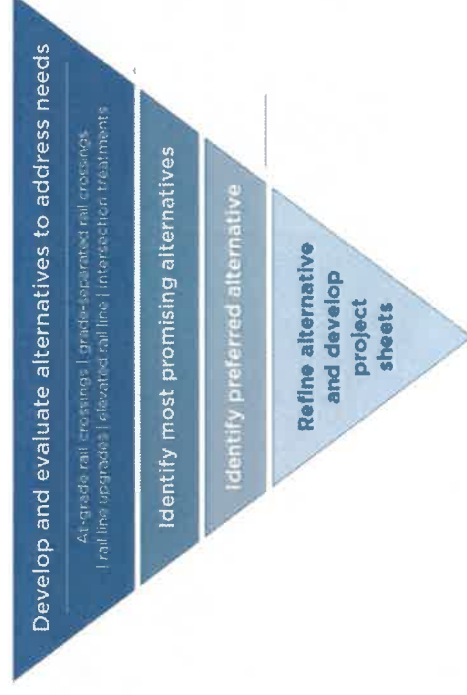 Develop and evaluate alternatives to address needs
At-grade rail crossings | grade-separated rail crossings
| rail line upgrades | elevated rail line | intersection treatments
Identify most promising alternatives
Identify preferred alternative
Refine alternative
and develop
project
sheets